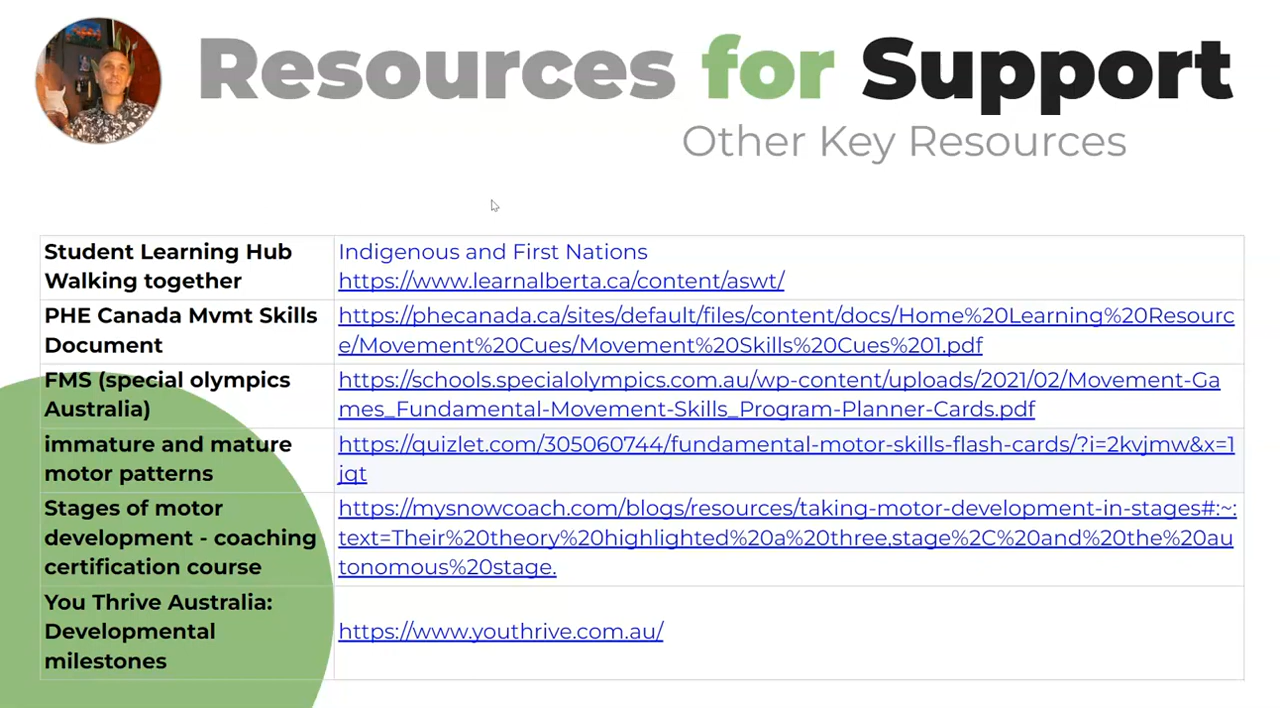 Resources for Support
Other Key Resources
Student Learning Hub
Walking together
Indigenous and First Nations
https://www.learnalberta.ca/content/aswt/
PHE Canada Mvmt Skills
Document
https://phecanada.ca/sites/default/files/content/docs/Home%20Learning%20Resourc
e/Movement%20Cues/Movement%20Skills%20Cues%201.pdf
FMS (special olympics
Australia)
https://schools.specialolympics.com.au/wp-content/uploads/2021/02/Movement-Ga
mes_Fundamental-Movement-Skills_Program-Planner-Cards.pdf
immature and mature
motor patterns
https://quizlet.com/305060744/fundamental-motor-skills-flash-cards/?i=2kvjmw&x=1
jqt
Stages of motor
development - coaching
certification course
https://mysnowcoach.com/blogs/resources/taking-motor-development-in-stages#:~:
text=Their%20theory%20highlighted%20a%20three,stage%2C%20and%20the%20au
tonomous%20stage.
You Thrive Australia:
Developmental
milestones
https://www.youthrive.com.au/